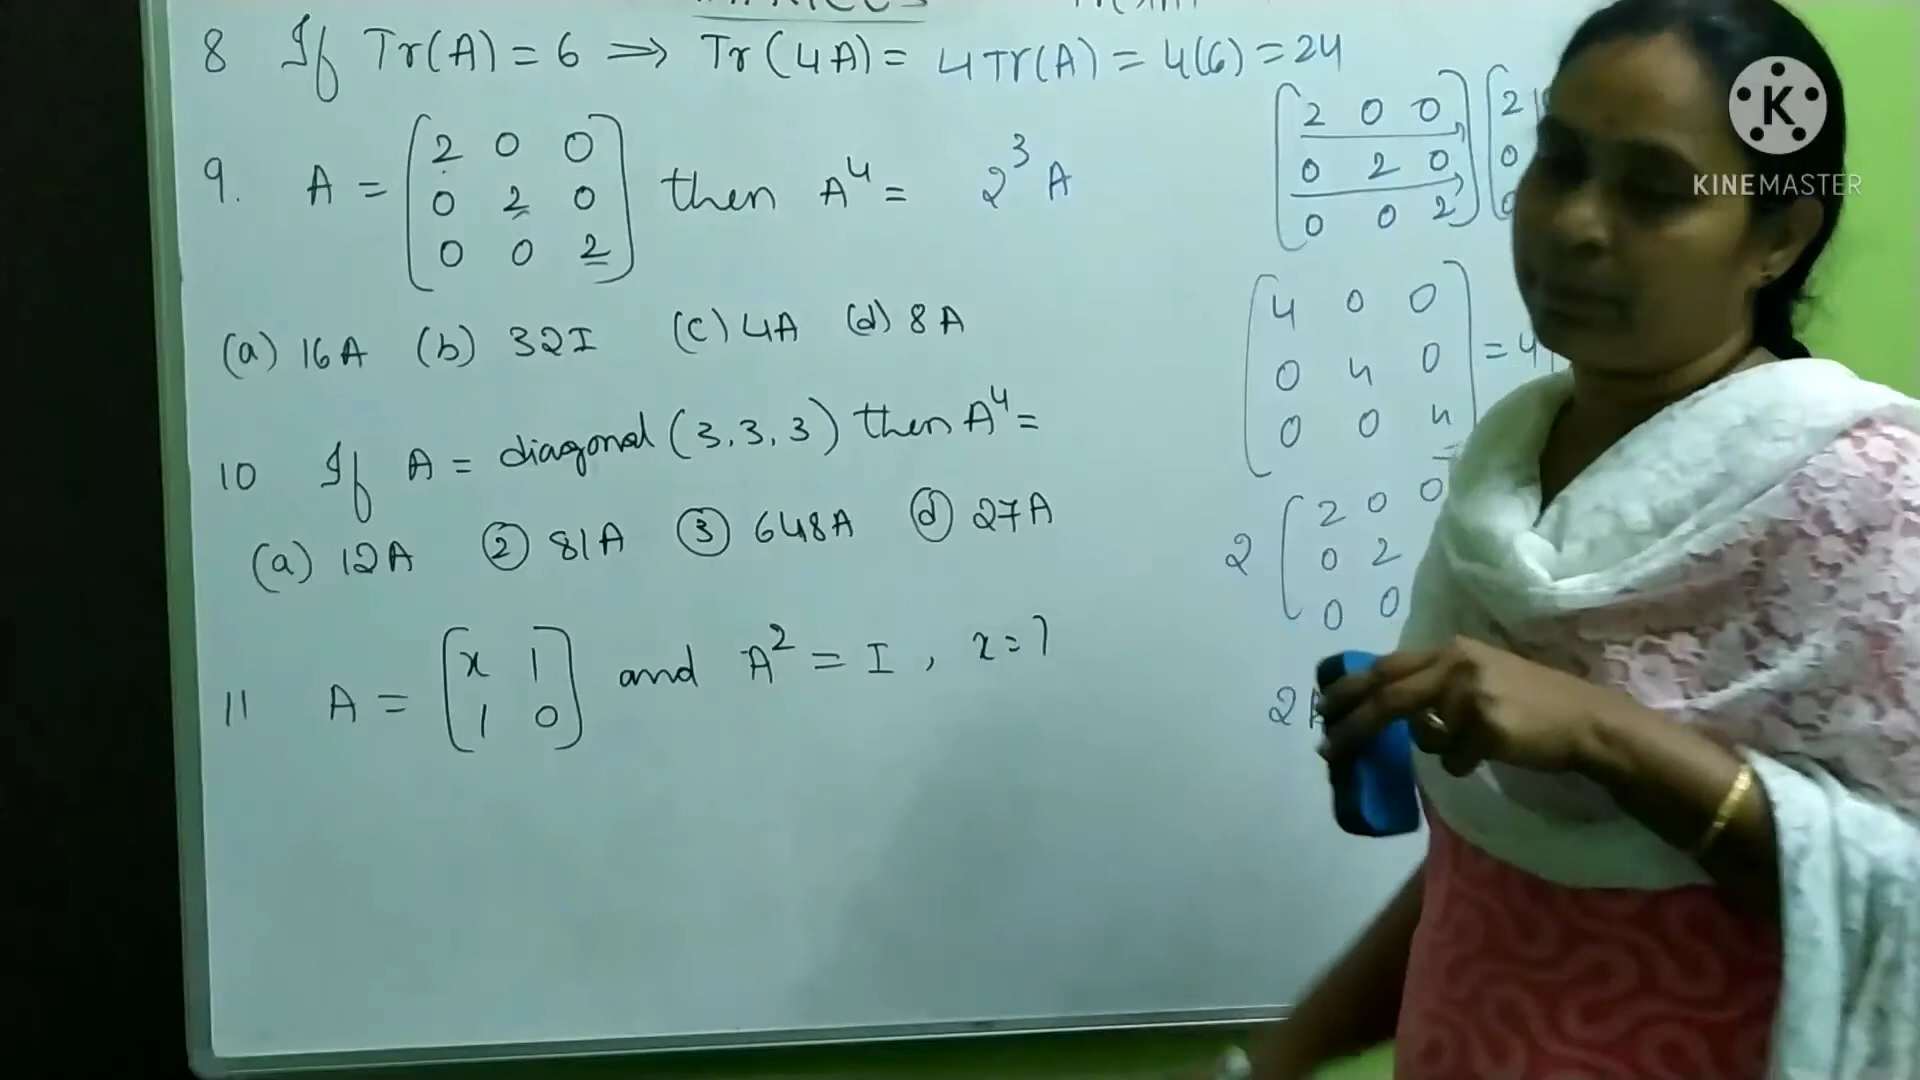 8 If Tr(A) = 6 ⇒ Tr(4A) = 4Tr(A) = 4(6) = 24
9. A = [2 0 0
0 2 0
0 0 2] then A⁴ = 2³A
(a) 16A (b) 32I (c) 4A (d) 8A
10 If A = diagonal (3,3,3) then A⁴ =
(a) 12A ② 81A ③ 648A ⓓ 27A
11 A = [x 1
1 0] and A² = I, x = ?
[2 0 0
0 2 0
0 0 2] [2
0
[4 0 0
0 4 0
0 0 4] = 4
2 [2 0 0
0 2
0 0
2A
KINEMASTER